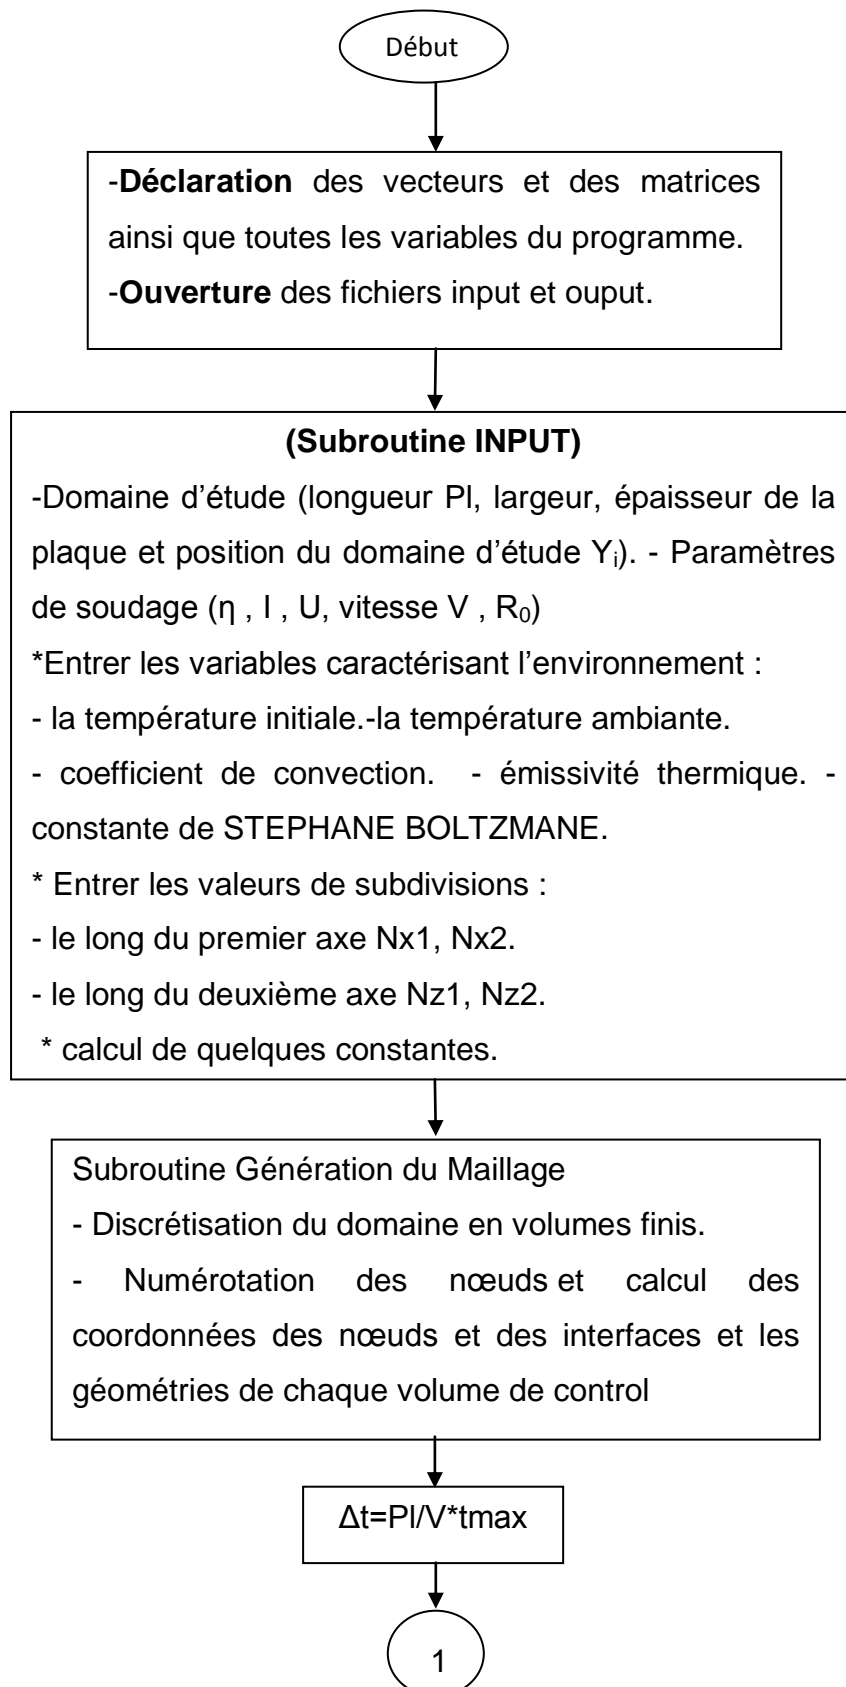 Début
-Déclaration des vecteurs et des matrices
ainsi que toutes les variables du programme.
-Ouverture des fichiers input et ouput.
(Subroutine INPUT)
-Domaine d'étude (longueur Pl, largeur, épaisseur de la
plaque et position du domaine d'étude Yi). - Paramètres
de soudage (η , I , U, vitesse V , R0)
*Entrer les variables caractérisant l'environnement :
- la température initiale.-la température ambiante.
- coefficient de convection. - émissivité thermique. -
constante de STEPHANE BOLTZMANE.
* Entrer les valeurs de subdivisions :
- le long du premier axe Nx1, Nx2.
- le long du deuxième axe Nz1, Nz2.
* calcul de quelques constantes.
Subroutine Génération du Maillage
- Discrétisation du domaine en volumes finis.
- Numérotation des nœuds et calcul des
coordonnées des nœuds et des interfaces et les
géométries de chaque volume de control
Δt=Pl/V*tmax
1